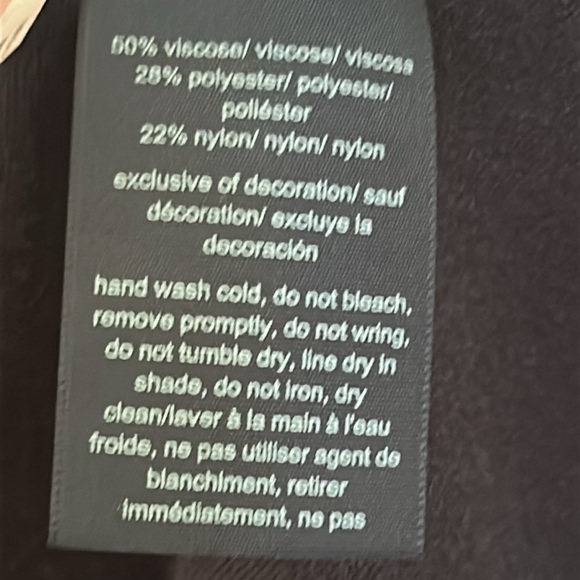 50% viscose/ viscose/ viscosa
28% polyester/ polyester/
poliéster
22% nylon/ nylon/ nylon
exclusive of decoration/ sauf
décoration/ excluye la
decoración
hand wash cold, do not bleach,
remove promptly, do not wring,
do not tumble dry, line dry in
shade, do not iron, dry
clean/laver à la main à l'eau
froide, ne pas utiliser agent de
blanchiment, retirer
immédiatement, ne pas